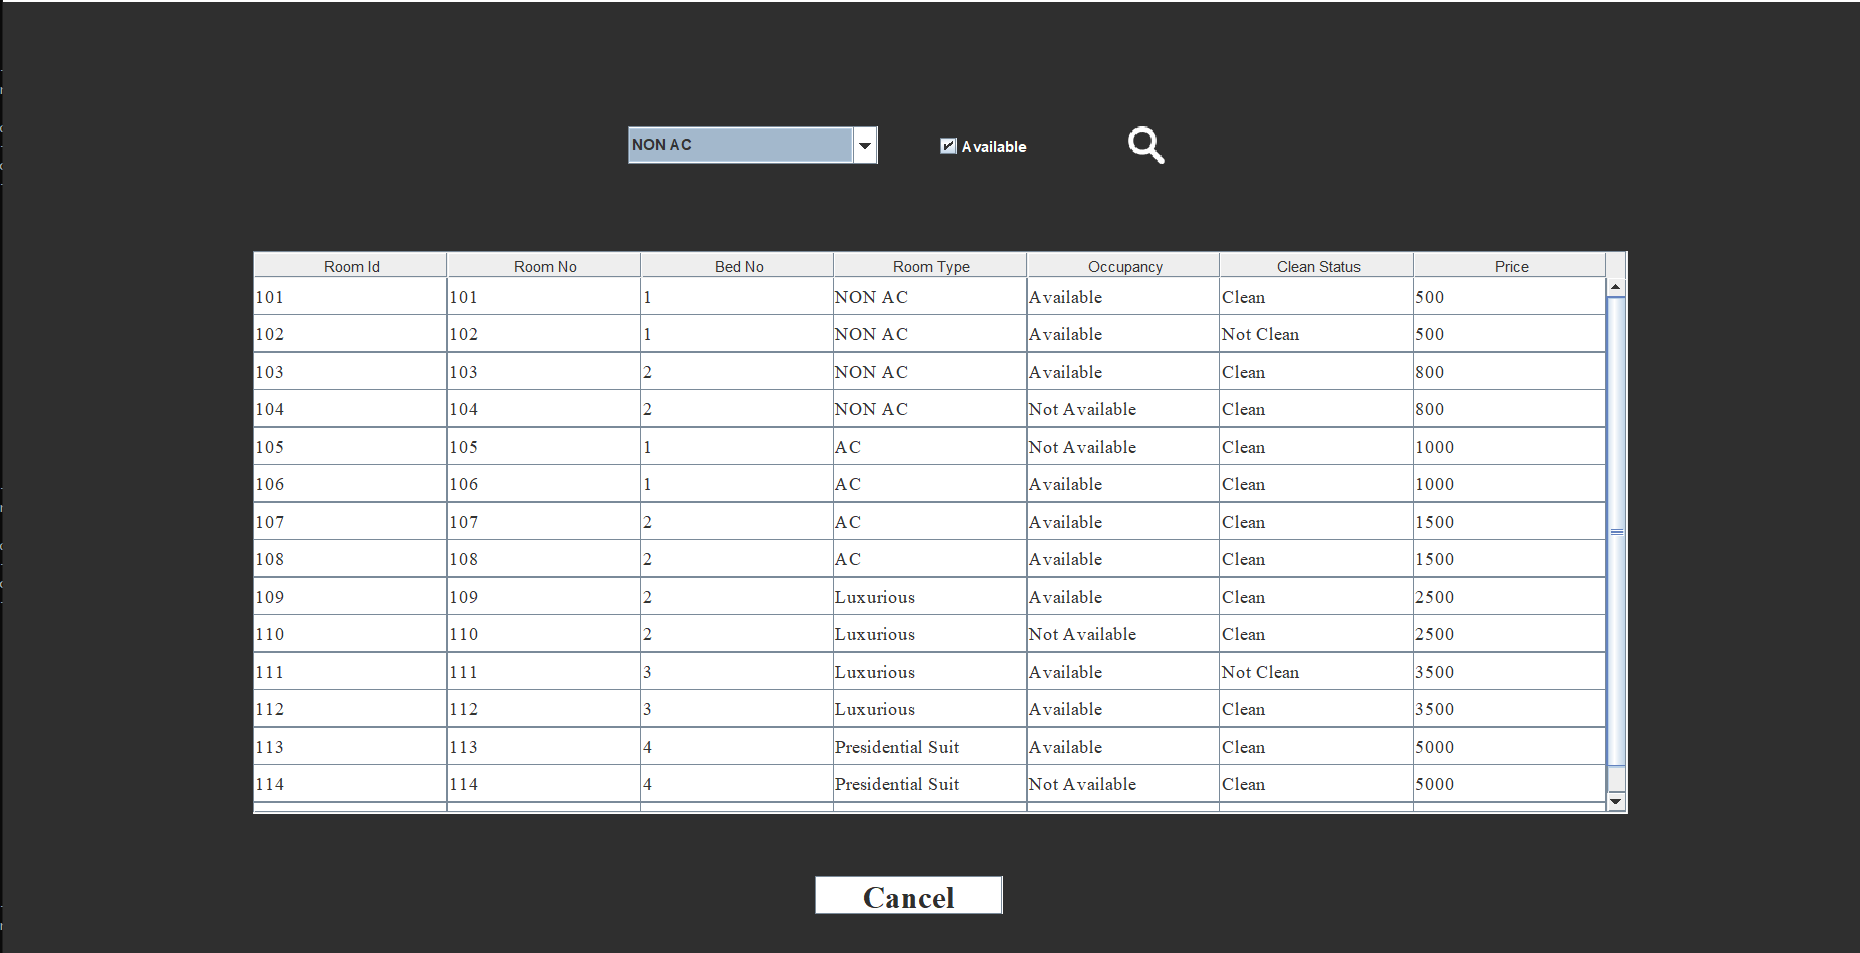 NON AC Available
Room Id Room No Bed No Room Type Occupancy Clean Status Price
101 101 1 NON AC Available Clean 500
102 102 1 NON AC Available Not Clean 500
103 103 2 NON AC Available Clean 800
104 104 2 NON AC Not Available Clean 800
105 105 1 AC Not Available Clean 1000
106 106 1 AC Available Clean 1000
107 107 2 AC Available Clean 1500
108 108 2 AC Available Clean 1500
109 109 2 Luxurious Available Clean 2500
110 110 2 Luxurious Not Available Clean 2500
111 111 3 Luxurious Available Not Clean 3500
112 112 3 Luxurious Available Clean 3500
113 113 4 Presidential Suit Available Clean 5000
114 114 4 Presidential Suit Not Available Clean 5000
Cancel